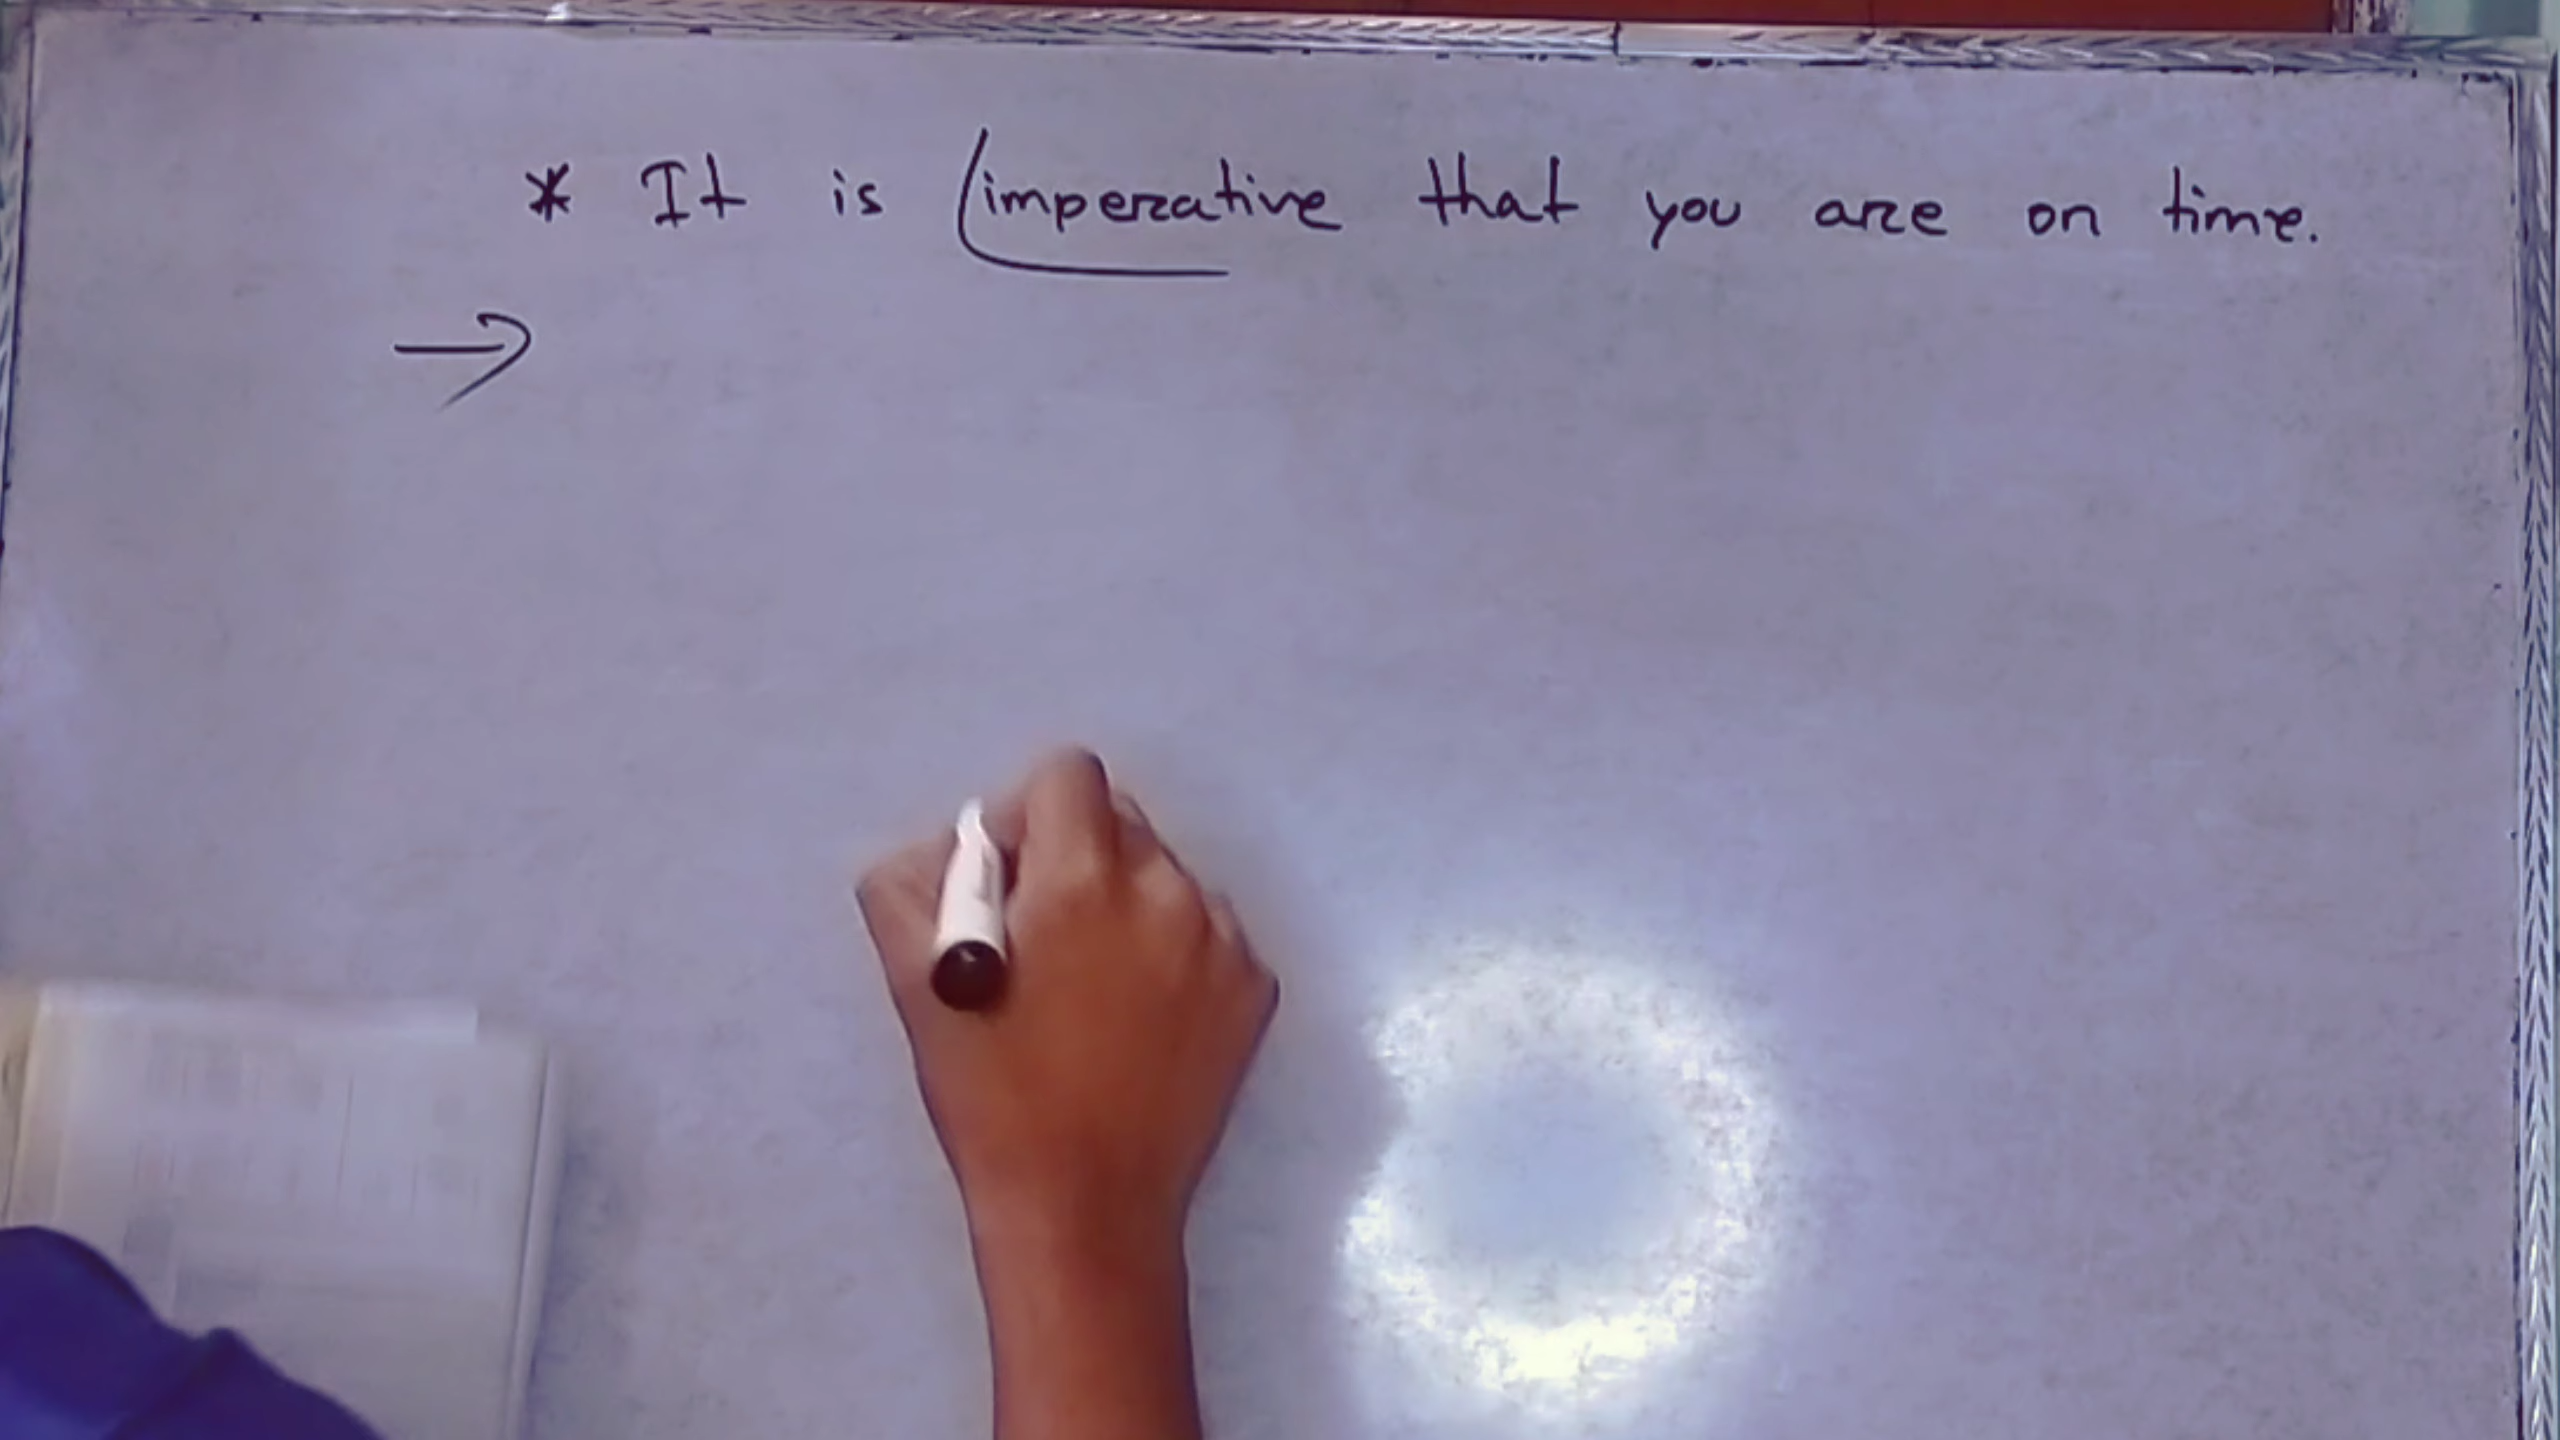 * It is imperative that you are on time.
→